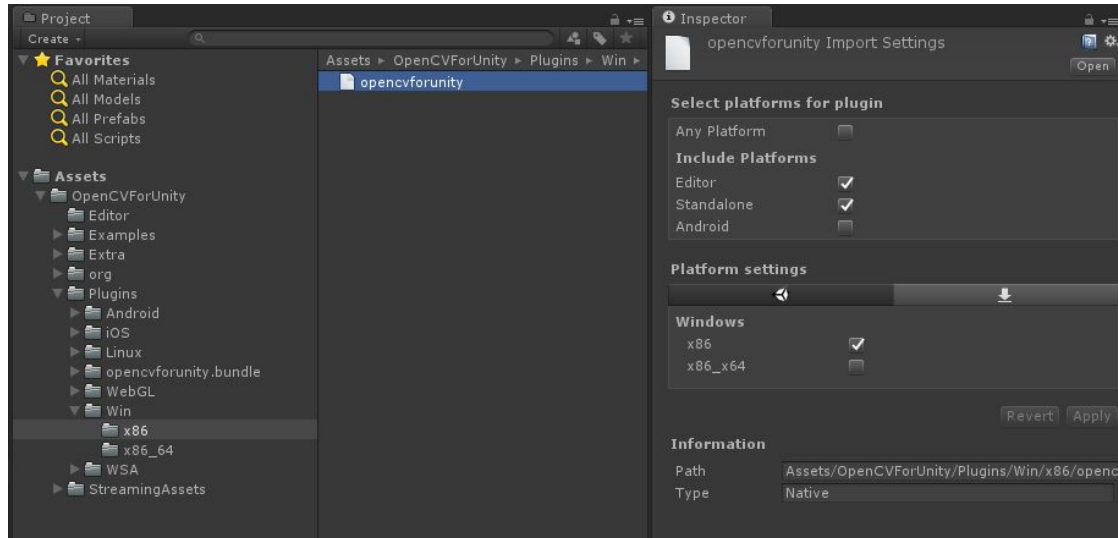 Project
Create
Favorites
All Materials
All Models
All Prefabs
All Scripts
Assets
OpenCVForUnity
Editor
Examples
Extra
org
Plugins
Android
iOS
Linux
opencvforunity.bundle
WebGL
Win
x86
x86_64
WSA
StreamingAssets
Assets ▸ OpenCVForUnity ▸ Plugins ▸ Win ▸
opencvforunity
Inspector
opencvforunity Import Settings
Open
Select platforms for plugin
Any Platform
Include Platforms
Editor
Standalone
Android
Platform settings
Windows
x86
x86_x64
Revert Apply
Information
Path Assets/OpenCVForUnity/Plugins/Win/x86/openc
Type Native